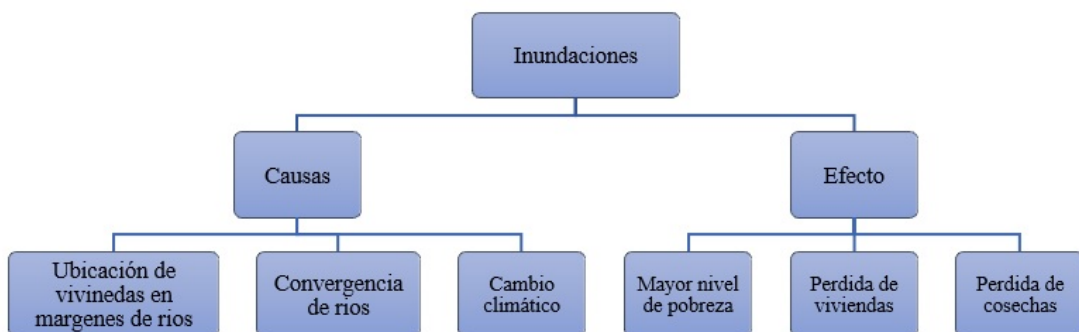 Inundaciones
Causas
Efecto
Ubicación de
vivinedas en
margenes de rios
Convergencia
de rios
Cambio
climático
Mayor nivel
de pobreza
Perdida de
viviendas
Perdida de
cosechas